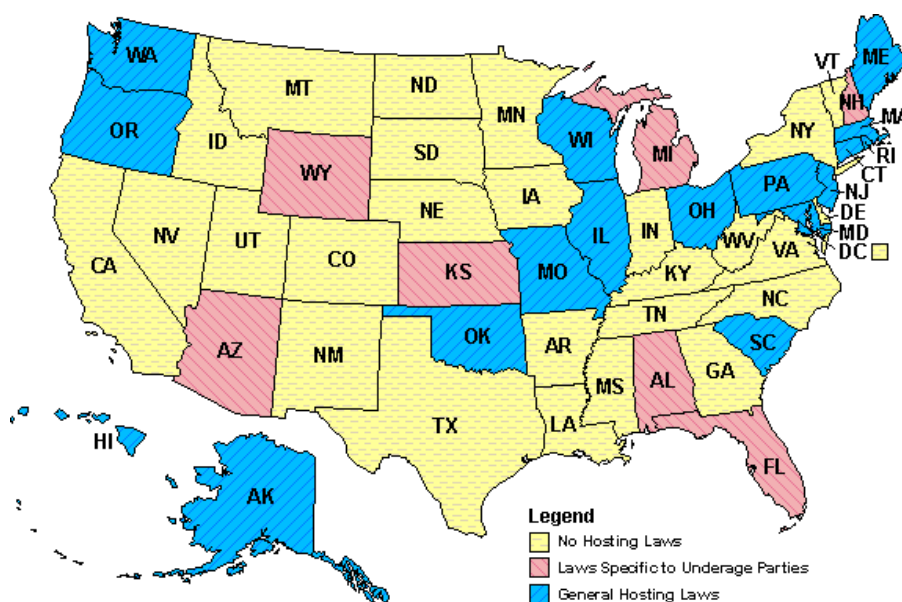 WA
MT
ND
VT
ME
MN
OR
ID
SD
WI
NY
NH
MA
WY
MI
RI
CT
IA
PA
NJ
NE
NV
UT
IL
IN
OH
DE
MD
CO
WV
VA
DC
CA
KS
MO
KY
NC
TN
AZ
NM
OK
AR
SC
MS
AL
GA
TX
LA
HI
FL
AK
Legend
No Hosting Laws
Laws Specific to Underage Parties
General Hosting Laws